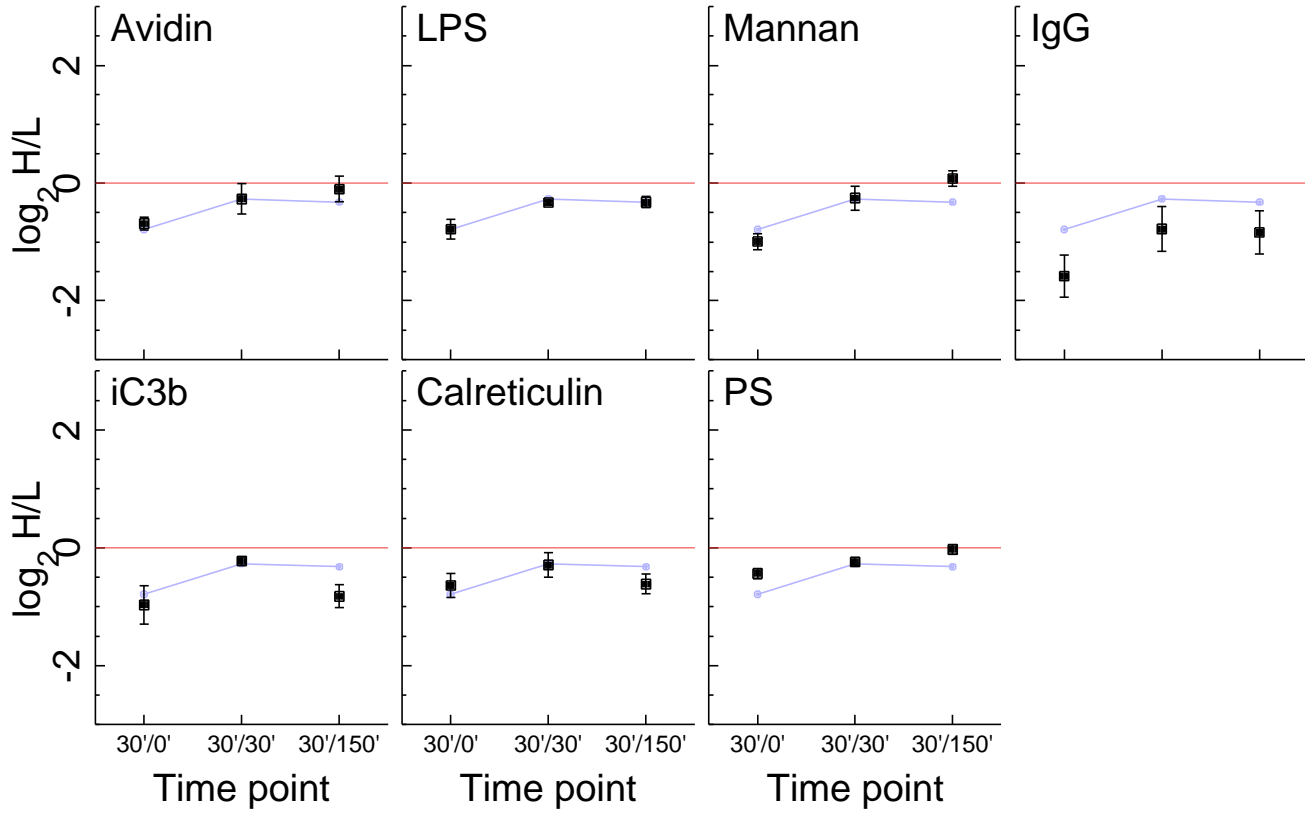 Avidin
LPS
Mannan
IgG
log2 H/L
2
0
-2
iC3b
Calreticulin
PS
log2 H/L
2
0
-2
30'/0' 30'/30' 30'/150'
30'/0' 30'/30' 30'/150'
30'/0' 30'/30' 30'/150'
Time point
Time point
Time point